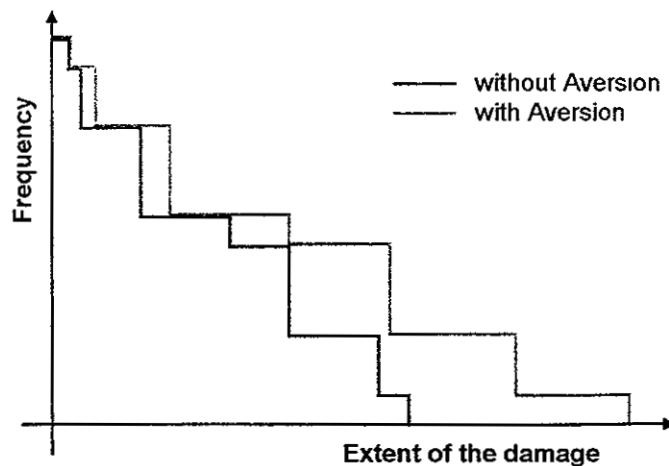 without Aversion
with Aversion
Frequency
Extent of the damage